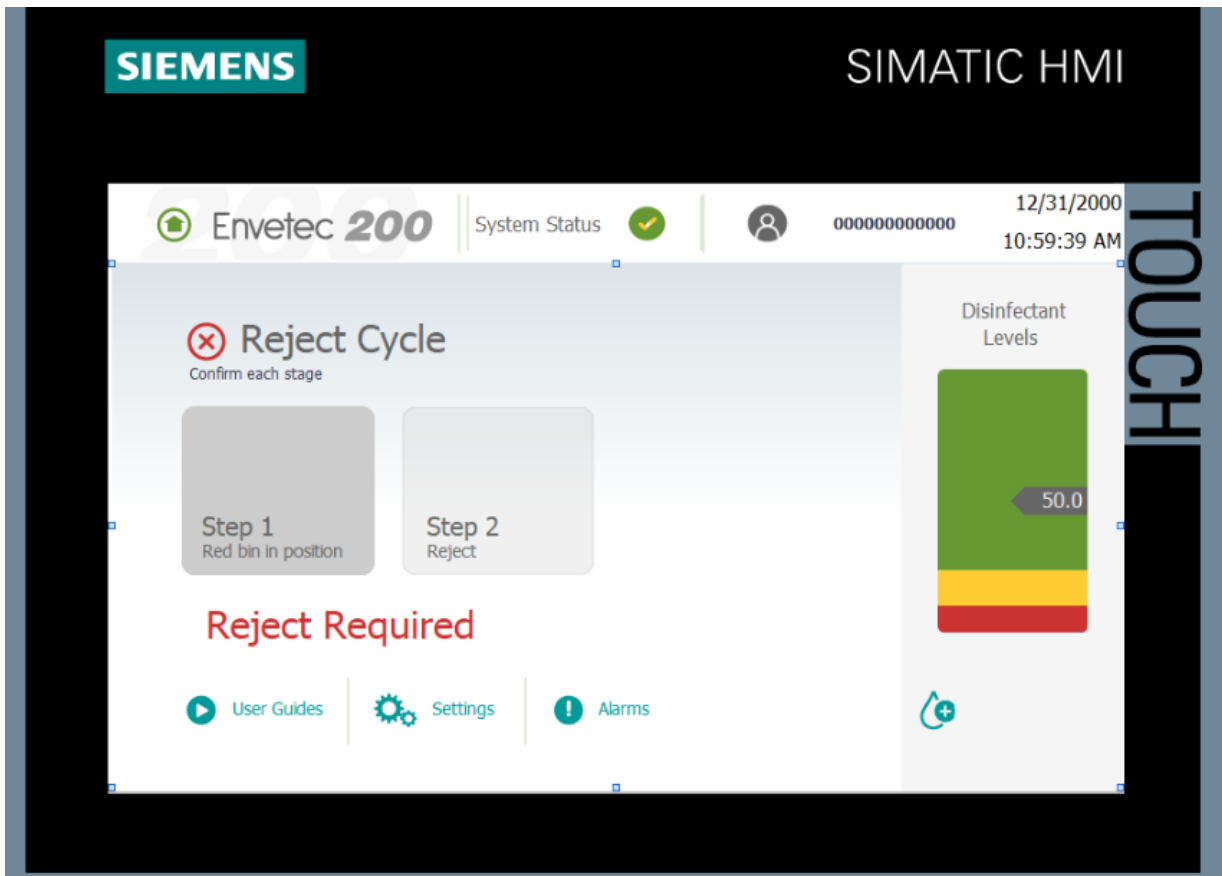 SIEMENS
SIMATIC HMI
TOUCH
200
Envetec 200
System Status
000000000000
12/31/2000
10:59:39 AM
Reject Cycle
Confirm each stage
Step 1
Red bin in position
Step 2
Reject
Reject Required
User Guides
Settings
Alarms
Disinfectant
Levels
50.0